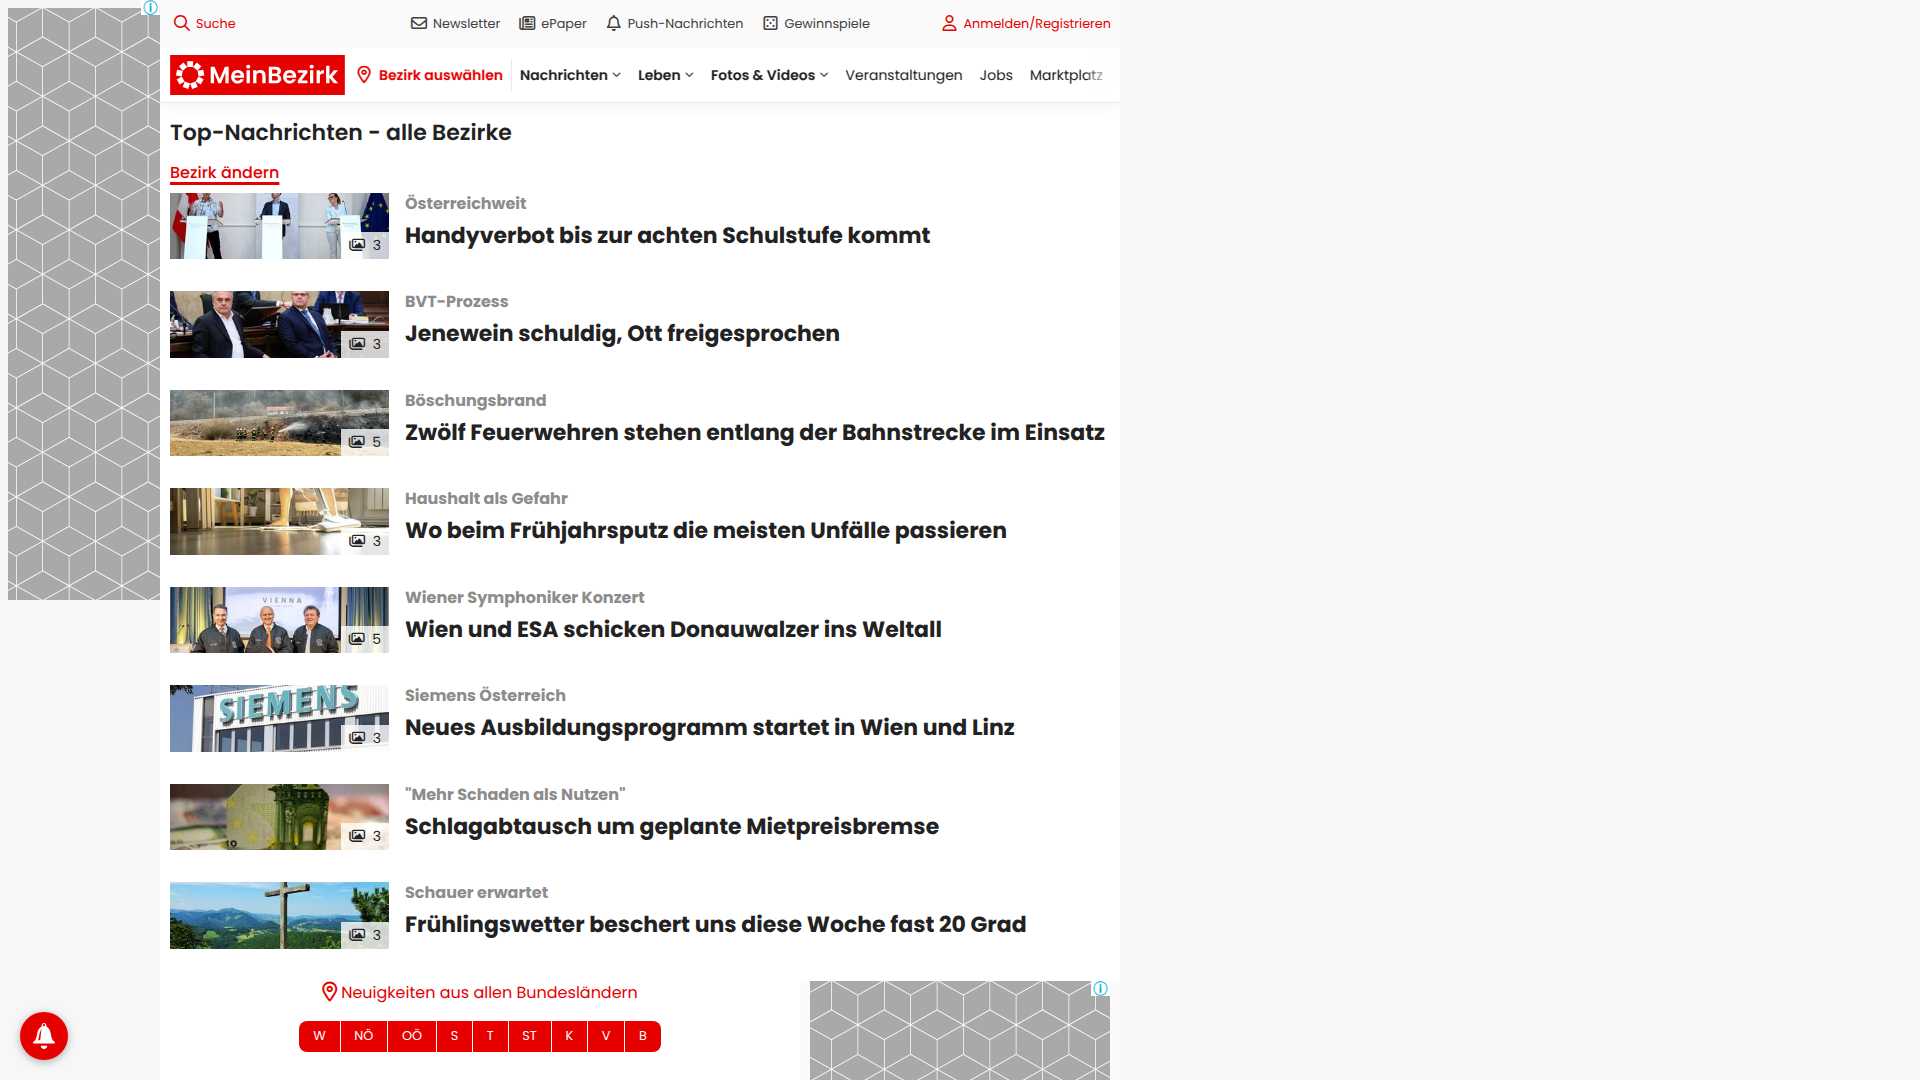 Suche
Newsletter
ePaper
Push-Nachrichten
Gewinnspiele
Anmelden/Registrieren
MeinBezirk
Bezirk auswählen
Nachrichten
Leben
Fotos & Videos
Veranstaltungen
Jobs
Marktplatz
Top-Nachrichten - alle Bezirke
Bezirk ändern
3
Österreichweit
Handyverbot bis zur achten Schulstufe kommt
3
BVT-Prozess
Jenewein schuldig, Ott freigesprochen
5
Böschungsbrand
Zwölf Feuerwehren stehen entlang der Bahnstrecke im Einsatz
3
Haushalt als Gefahr
Wo beim Frühjahrsputz die meisten Unfälle passieren
VIENNA
5
Wiener Symphoniker Konzert
Wien und ESA schicken Donauwalzer ins Weltall
SIEMENS
3
Siemens Österreich
Neues Ausbildungsprogramm startet in Wien und Linz
10
3
"Mehr Schaden als Nutzen"
Schlagabtausch um geplante Mietpreisbremse
3
Schauer erwartet
Frühlingswetter beschert uns diese Woche fast 20 Grad
Neuigkeiten aus allen Bundesländern
W NÖ OÖ S T ST K V B